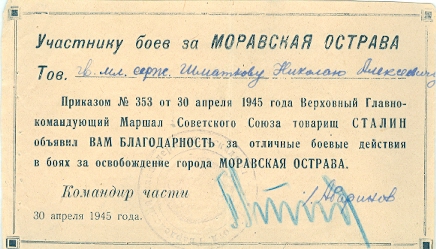 Участнику боев за МОРАВСКАЯ ОСТРАВА
Тов. гв. мл. серж. Шматкову Николаю Алексеевич
Приказом № 353 от 30 апреля 1945 года Верховный Главно-
командующий Маршал Советского Союза товарищ СТАЛИН
объявил ВАМ БЛАГОДАРНОСТЬ за отличные боевые действия
в боях за освобождение города МОРАВСКАЯ ОСТРАВА.
Командир части
30 апреля 1945 года.